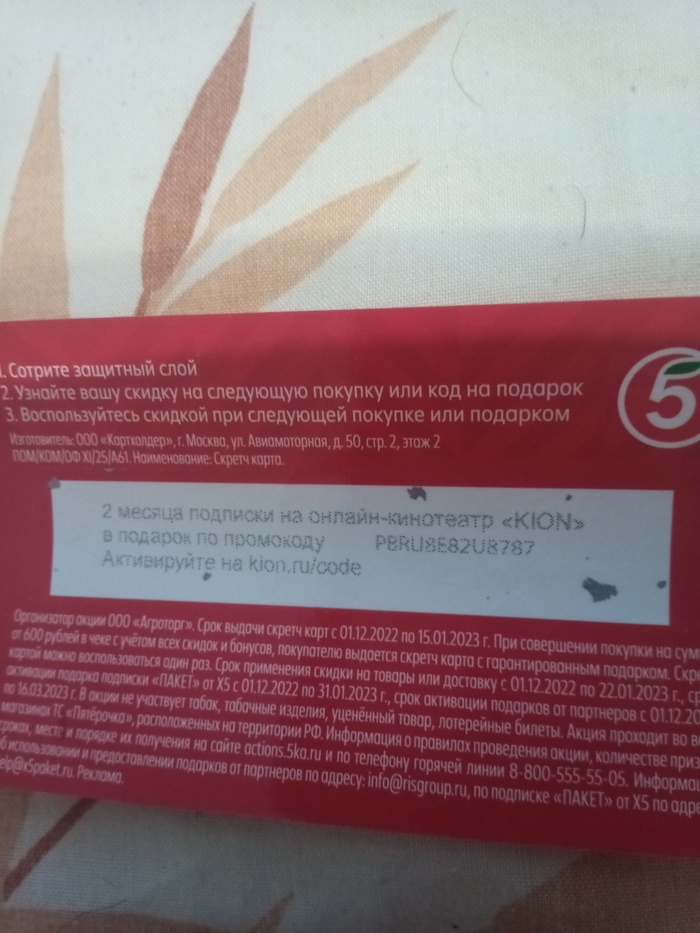 1. Сотрите защитный слой
2. Узнайте вашу скидку на следующую покупку или код на подарок
3. Воспользуйтесь скидкой при следующей покупке или подарком
5
Изготовитель: ООО «Картхолдер», г. Москва, ул. Авиамоторная, д. 50, стр. 2, этаж 2
ПОМ/КОМ/ОФ XI/25/А61. Наименование: Скретч карта.
2 месяца подписки на онлайн-кинотеатр «KION»
в подарок по промокоду PBRU8E82U8787
Активируйте на kion.ru/code
Организатор акции ООО «Агроторг». Срок выдачи скретч карт с 01.12.2022 по 15.01.2023 г. При совершении покупки на сум
от 600 рублей в чеке с учётом всех скидок и бонусов, покупателю выдается скретч карта с гарантированным подарком. Скре
картой можно воспользоваться один раз. Срок применения скидки на товары или доставку с 01.12.2022 по 22.01.2023 г., ср
активации подарка подписки «ПАКЕТ» от X5 с 01.12.2022 по 31.01.2023 г., срок активации подарков от партнеров с 01.12.20
по 16.03.2023 г. В акции не участвует табак, табачные изделия, уценённый товар, лотерейные билеты. Акция проходит во в
магазинах ТС «Пятёрочка», расположенных на территории РФ. Информация о правилах проведения акции, количестве приз
сроках, месте и порядке их получения на сайте actions.5ka.ru и по телефону горячей линии 8-800-555-55-05. Информа
об использовании и предоставлении подарков от партнеров по адресу: info@risgroup.ru, по подписке «ПАКЕТ» от X5 по адре
help@x5paket.ru. Реклама.